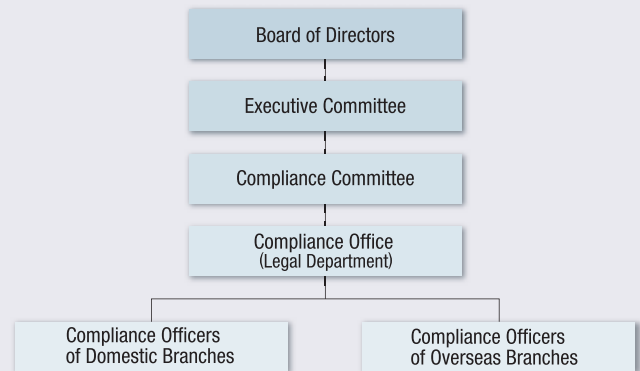 Board of Directors
Executive Committee
Compliance Committee
Compliance Office
(Legal Department)
Compliance Officers
of Domestic Branches
Compliance Officers
of Overseas Branches